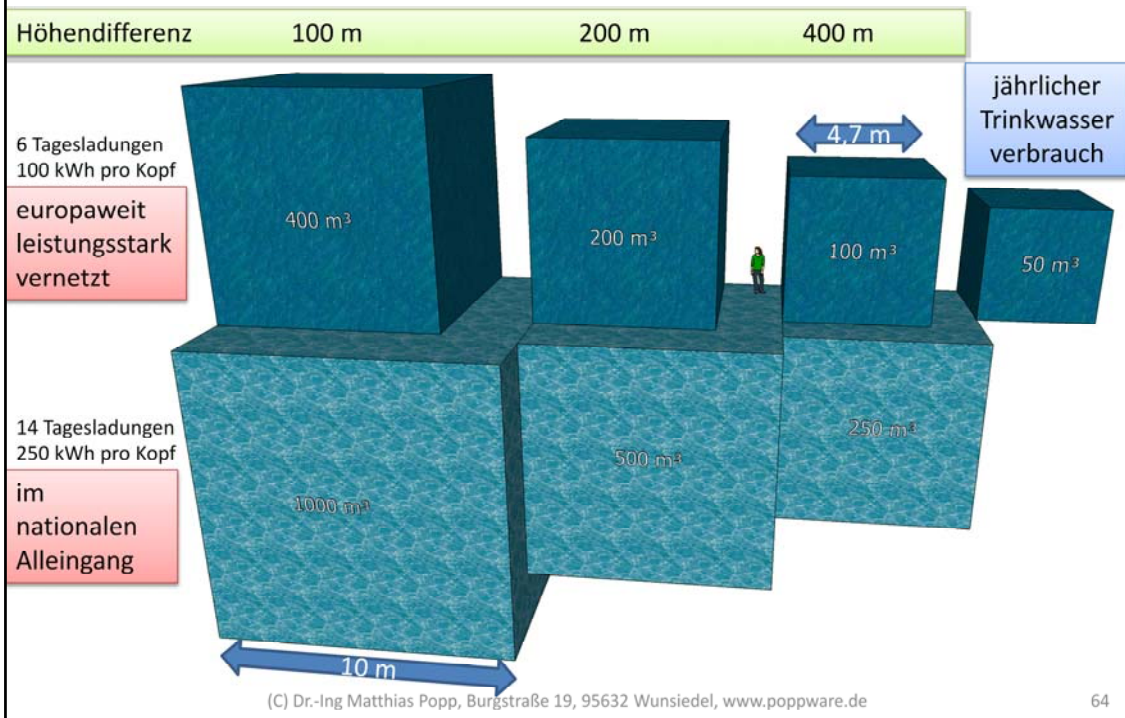 Höhendifferenz 100 m 200 m 400 m
jährlicher
Trinkwasser
verbrauch
6 Tagesladungen
100 kWh pro Kopf
europaweit
leistungsstark
vernetzt
400 m³
200 m³
4,7 m
100 m³
50 m³
14 Tagesladungen
250 kWh pro Kopf
im
nationalen
Alleingang
1000 m³
500 m³
250 m³
10 m
(C) Dr.-Ing Matthias Popp, Burgstraße 19, 95632 Wunsiedel, www.poppware.de 64